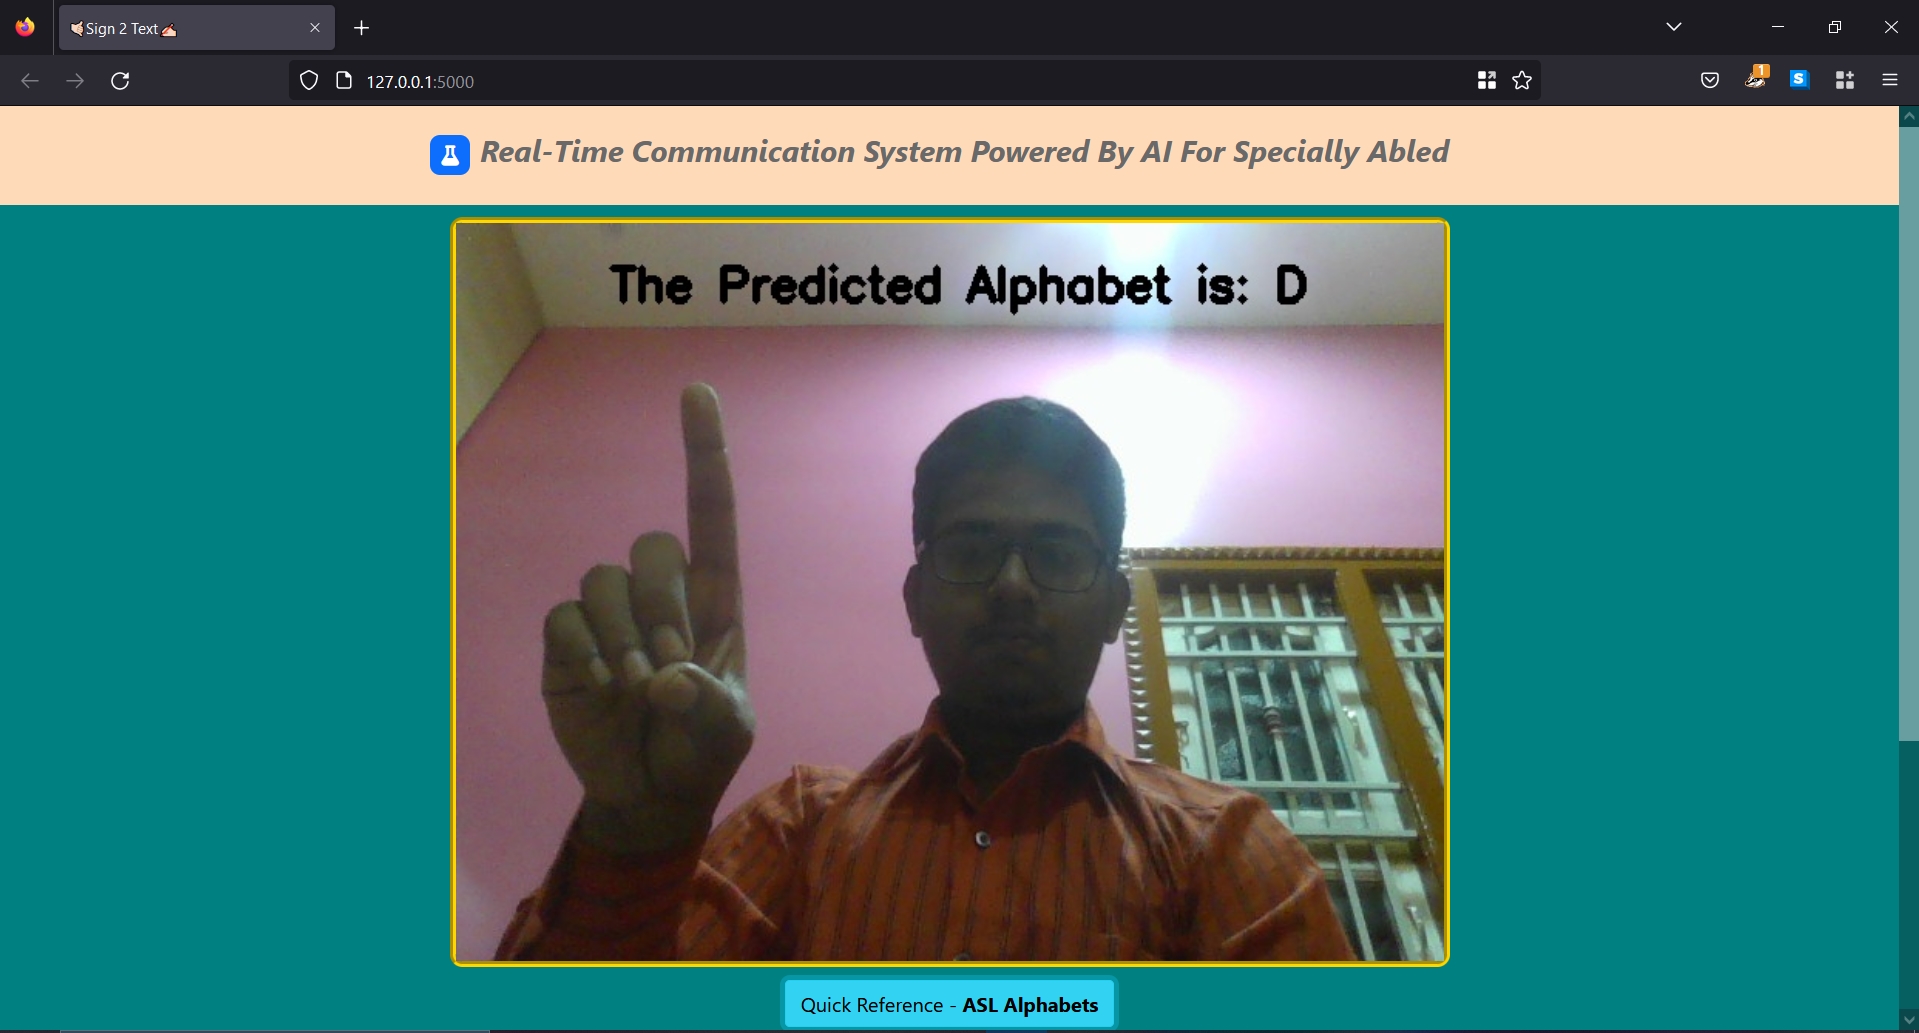 Sign 2 Text
127.0.0.1:5000
1
S
Real-Time Communication System Powered By AI For Specially Abled
The Predicted Alphabet is: D
Quick Reference - ASL Alphabets